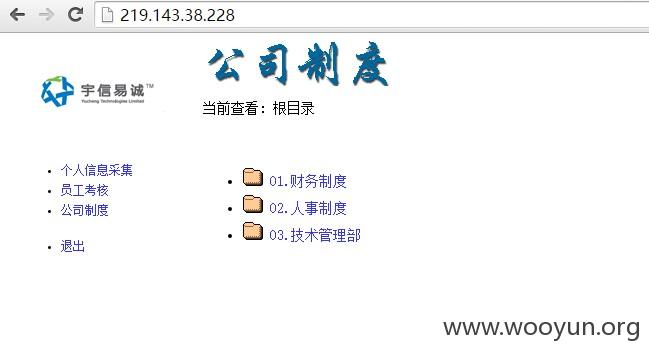 219.143.38.228
公司制度
宇信易诚™
Yucheng Technologies Limited
当前查看：根目录
个人信息采集
员工考核
公司制度
退出
01.财务制度
02.人事制度
03.技术管理部
www.wooyun.org